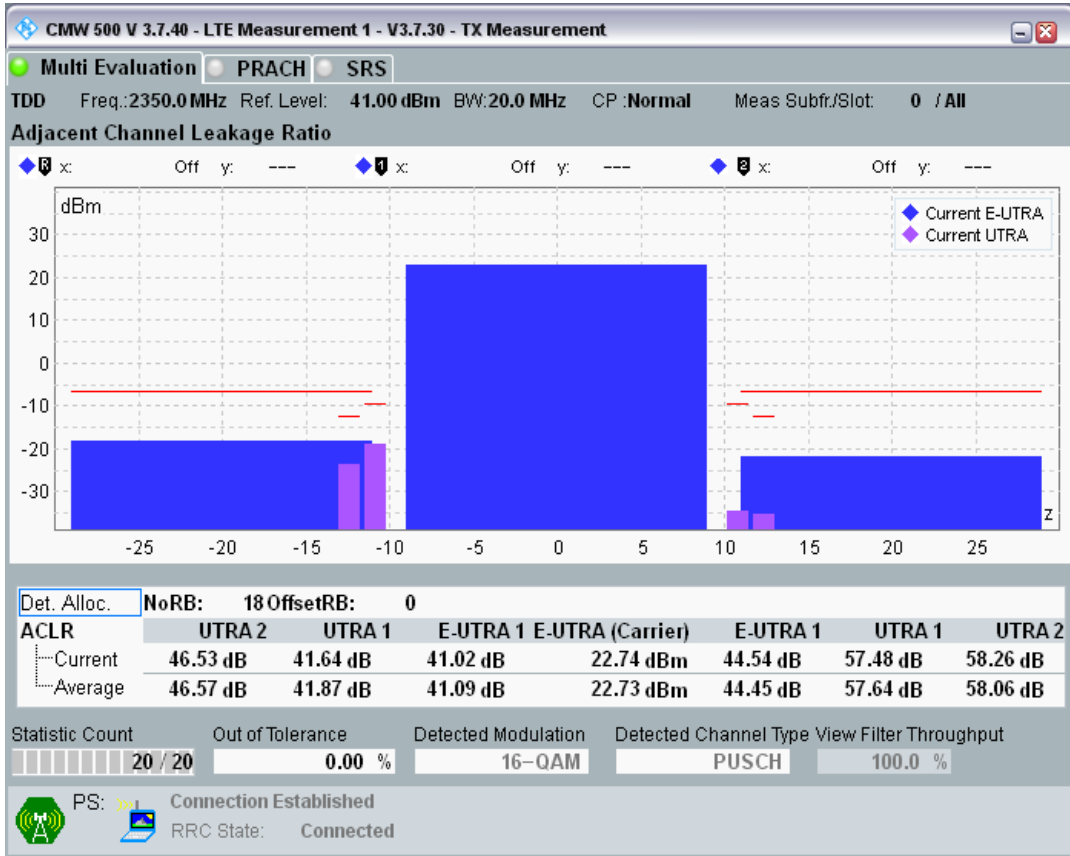 CMW 500 V 3.7.40 - LTE Measurement 1 - V3.7.30 - TX Measurement
Multi Evaluation PRACH SRS
TDD Freq.:2350.0 MHz Ref. Level: 41.00 dBm BW:20.0 MHz CP :Normal Meas Subfr./Slot: 0 / All
Adjacent Channel Leakage Ratio
R x: Off y: --- 1 x: Off y: --- 2 x: Off y: ---
dBm
Current E-UTRA
Current UTRA
30
20
10
0
-10
-20
-30
z
-25 -20 -15 -10 -5 0 5 10 15 20 25
Det. Alloc. NoRB: 18 OffsetRB: 0
ACLR UTRA 2 UTRA 1 E-UTRA 1 E-UTRA (Carrier) E-UTRA 1 UTRA 1 UTRA 2
Current 46.53 dB 41.64 dB 41.02 dB 22.74 dBm 44.54 dB 57.48 dB 58.26 dB
Average 46.57 dB 41.87 dB 41.09 dB 22.73 dBm 44.45 dB 57.64 dB 58.06 dB
Statistic Count Out of Tolerance Detected Modulation Detected Channel Type View Filter Throughput
20 / 20 0.00 % 16-QAM PUSCH 100.0 %
PS: Connection Established
RRC State: Connected